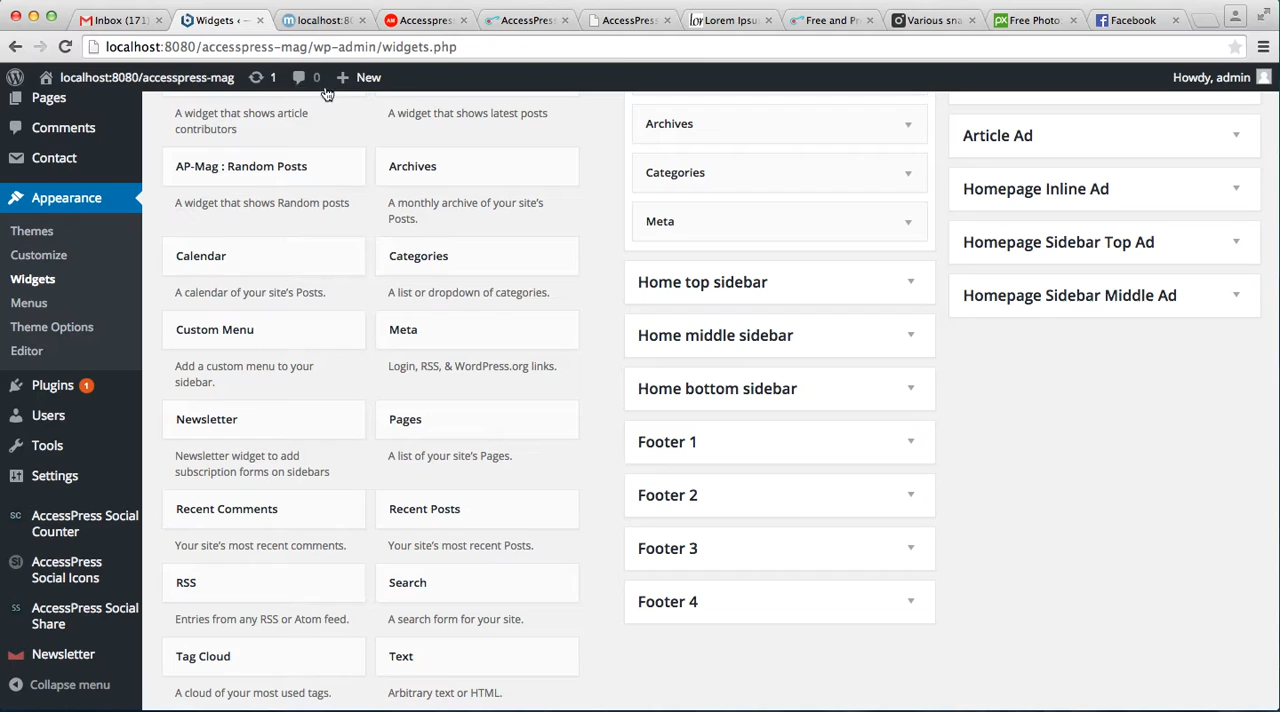 Inbox (171)
Widgets ‹
localhost:8080/
Accesspress
AccessPress
AccessPress
Lorem Ipsu
Free and Pr
Various sna
Free Photo
Facebook
localhost:8080/accesspress-mag/wp-admin/widgets.php
localhost:8080/accesspress-mag
1
0
New
Howdy, admin
Pages
Comments
Contact
Appearance
Themes
Customize
Widgets
Menus
Theme Options
Editor
Plugins 1
Users
Tools
Settings
SC AccessPress Social
Counter
AccessPress
Social Icons
SS AccessPress Social
Share
Newsletter
Collapse menu
A widget that shows article
contributors
A widget that shows latest posts
AP-Mag : Random Posts
A widget that shows Random posts
Archives
A monthly archive of your site's
Posts.
Calendar
A calendar of your site's Posts.
Categories
A list or dropdown of categories.
Custom Menu
Add a custom menu to your
sidebar.
Meta
Login, RSS, & WordPress.org links.
Newsletter
Newsletter widget to add
subscription forms on sidebars
Pages
A list of your site's Pages.
Recent Comments
Your site's most recent comments.
Recent Posts
Your site's most recent Posts.
RSS
Entries from any RSS or Atom feed.
Search
A search form for your site.
Tag Cloud
A cloud of your most used tags.
Text
Arbitrary text or HTML.
Archives
Categories
Meta
Home top sidebar
Home middle sidebar
Home bottom sidebar
Footer 1
Footer 2
Footer 3
Footer 4
Article Ad
Homepage Inline Ad
Homepage Sidebar Top Ad
Homepage Sidebar Middle Ad